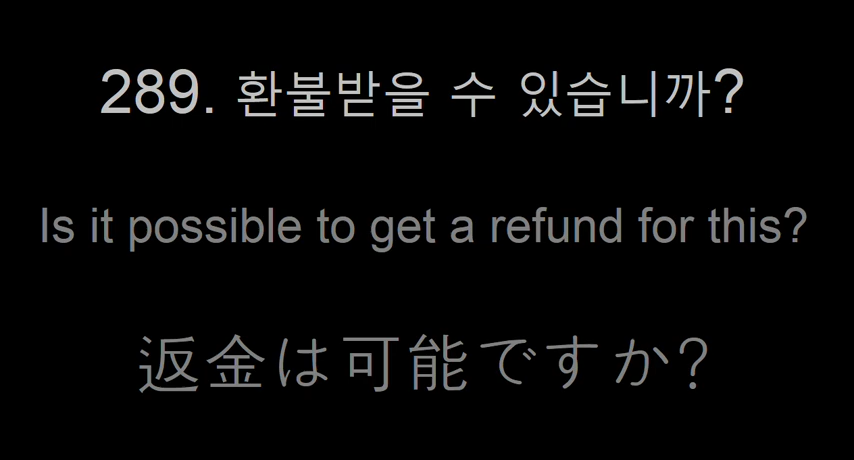 289. 환불받을 수 있습니까?
Is it possible to get a refund for this?
返金は可能ですか?